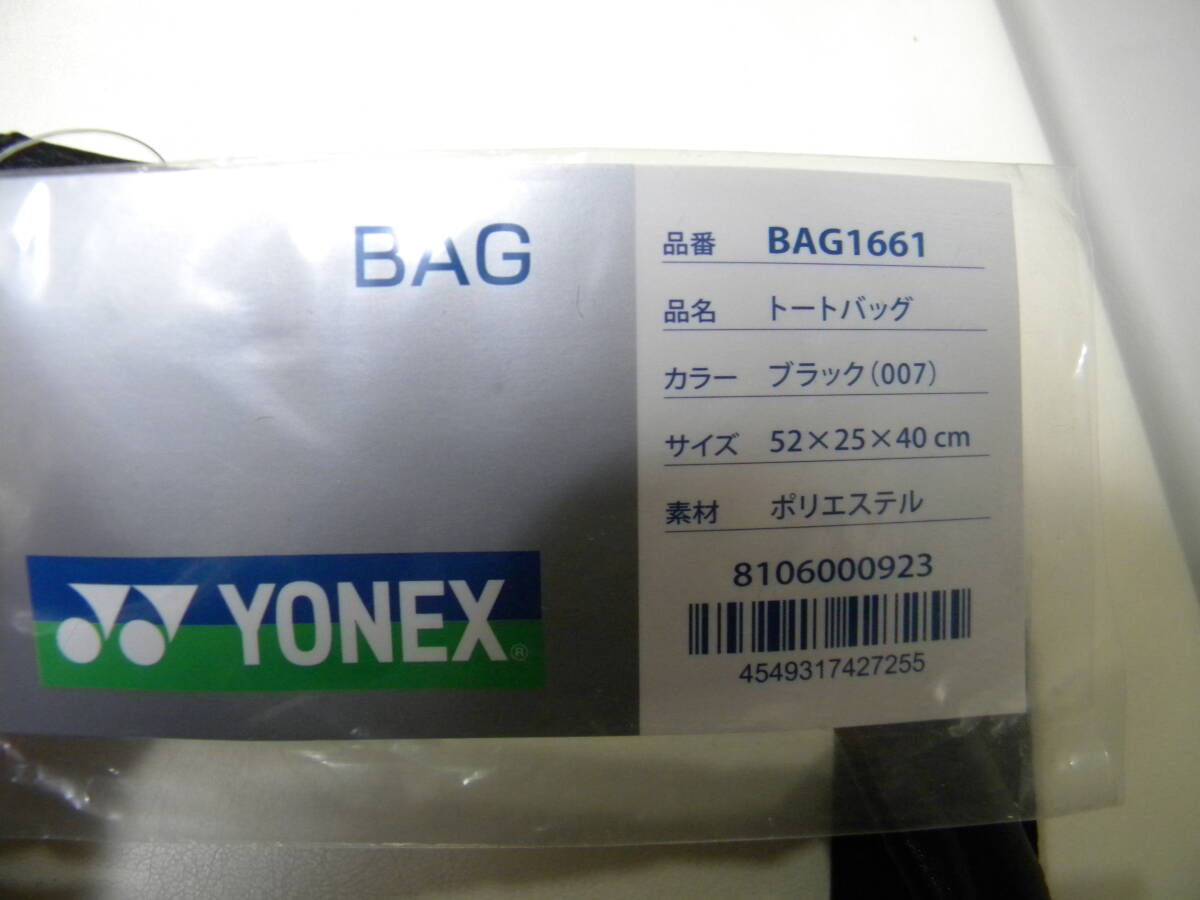 BAG
YONEX®
品番 BAG1661
品名 トートバッグ
カラー ブラック(007)
サイズ 52×25×40 cm
素材 ポリエステル
8106000923
4549317427255